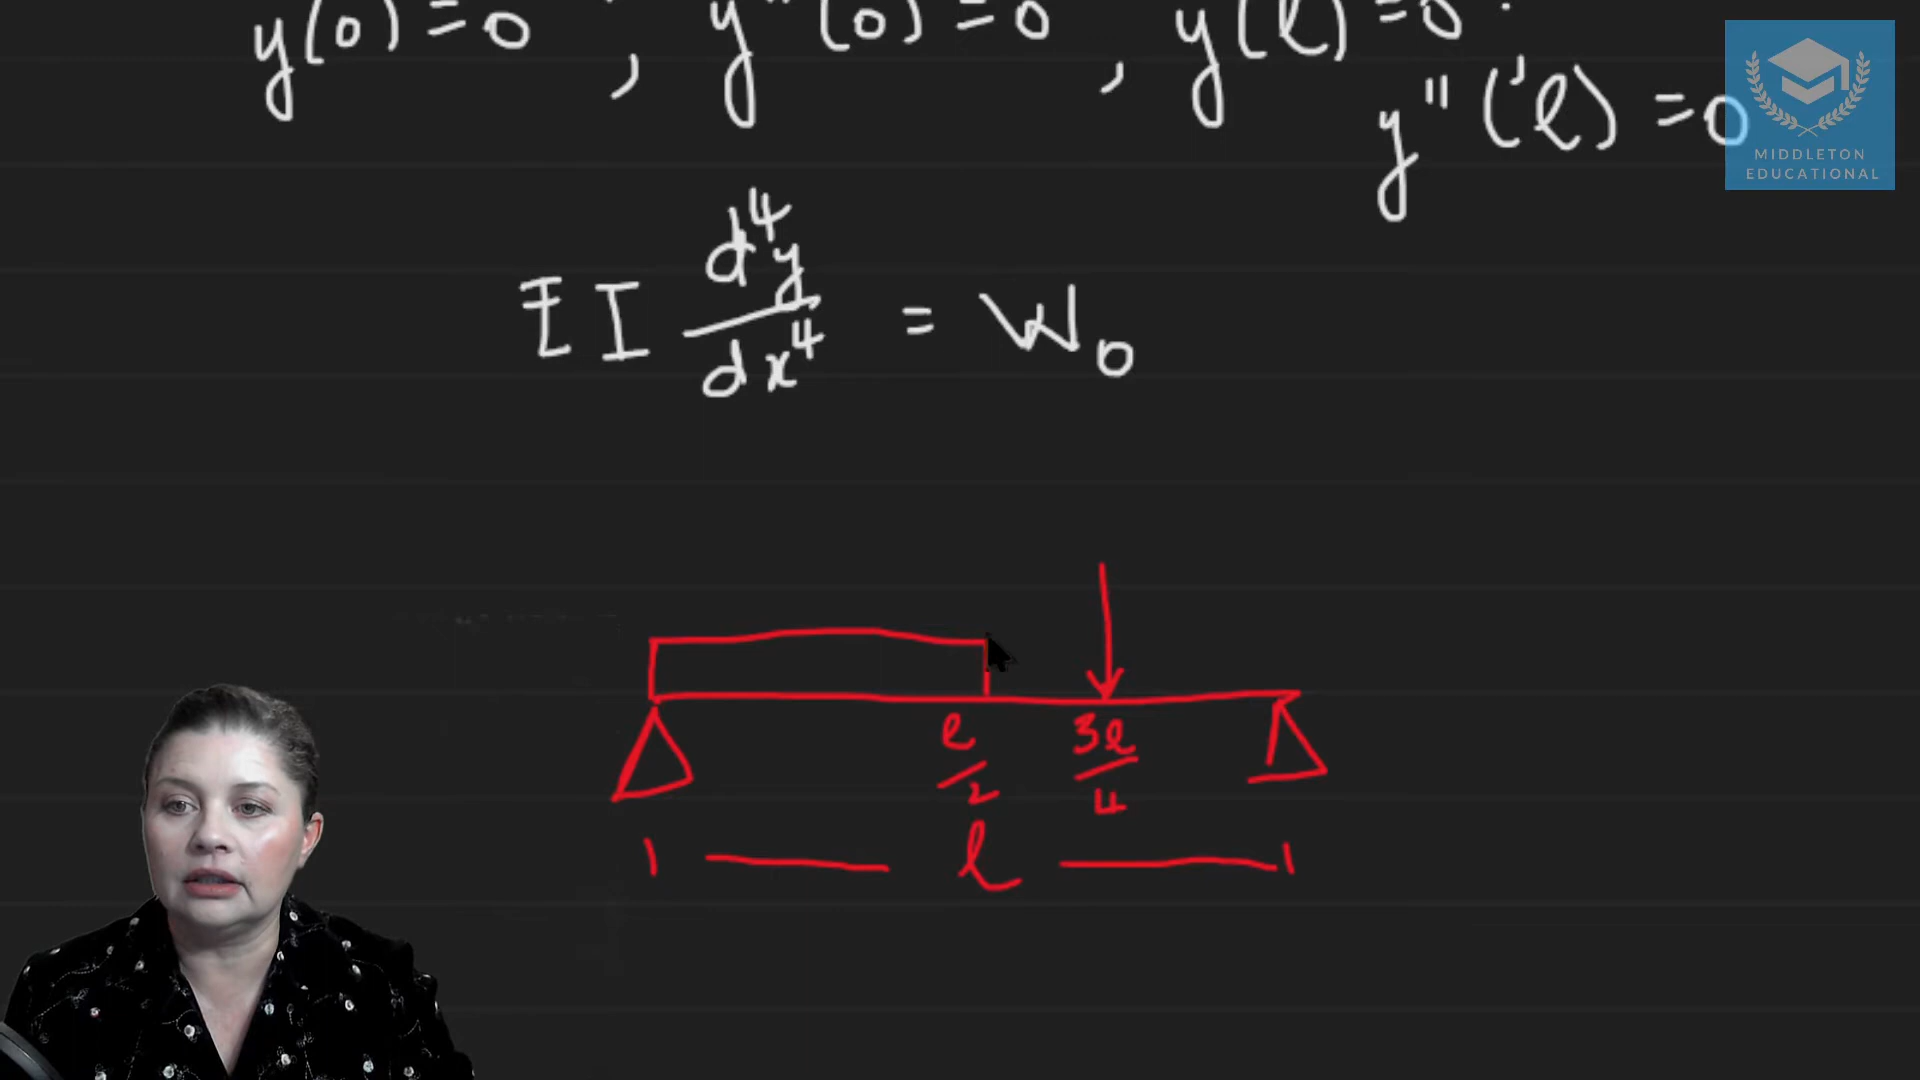 y(0) = 0 , y"(0) = 0 , y(l) = 0 ,
y"(l) = 0
MIDDLETON
EDUCATIONAL
EI d⁴y/dx⁴ = W₀
l/2 3l/4
l